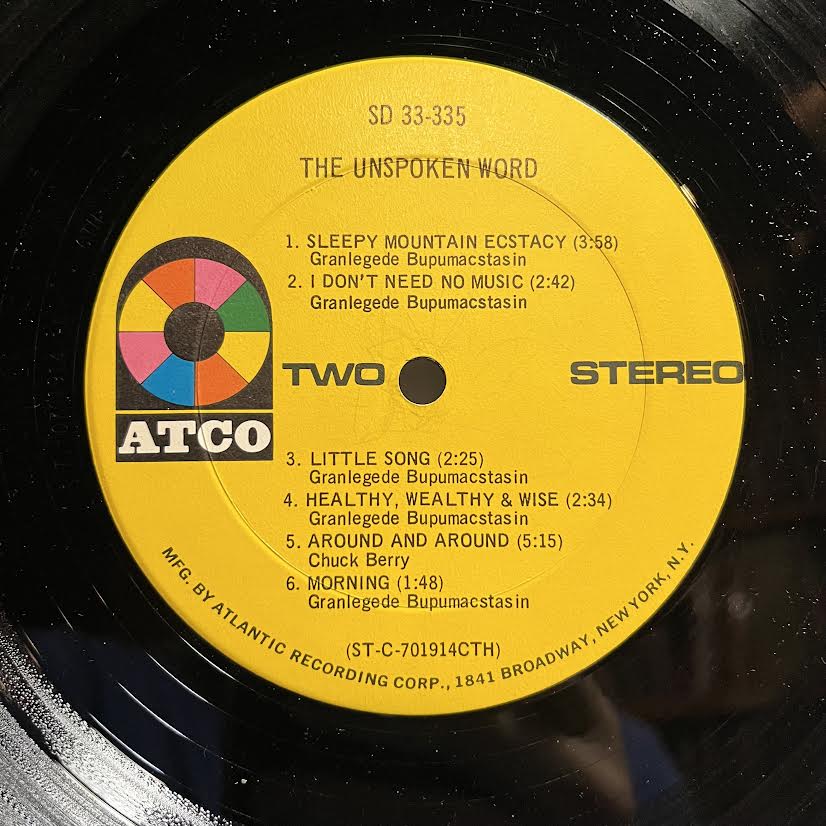 SD 33-335
THE UNSPOKEN WORD
1. SLEEPY MOUNTAIN ECSTACY (3:58)
Granlegede Bupumacstasin
2. I DON'T NEED NO MUSIC (2:42)
Granlegede Bupumacstasin
TWO
STEREO
ATCO
3. LITTLE SONG (2:25)
Granlegede Bupumacstasin
4. HEALTHY, WEALTHY & WISE (2:34)
Granlegede Bupumacstasin
5. AROUND AND AROUND (5:15)
Chuck Berry
6. MORNING (1:48)
Granlegede Bupumacstasin
(ST-C-701914CTH)
MFG. BY ATLANTIC RECORDING CORP., 1841 BROADWAY, NEW YORK, N.Y.